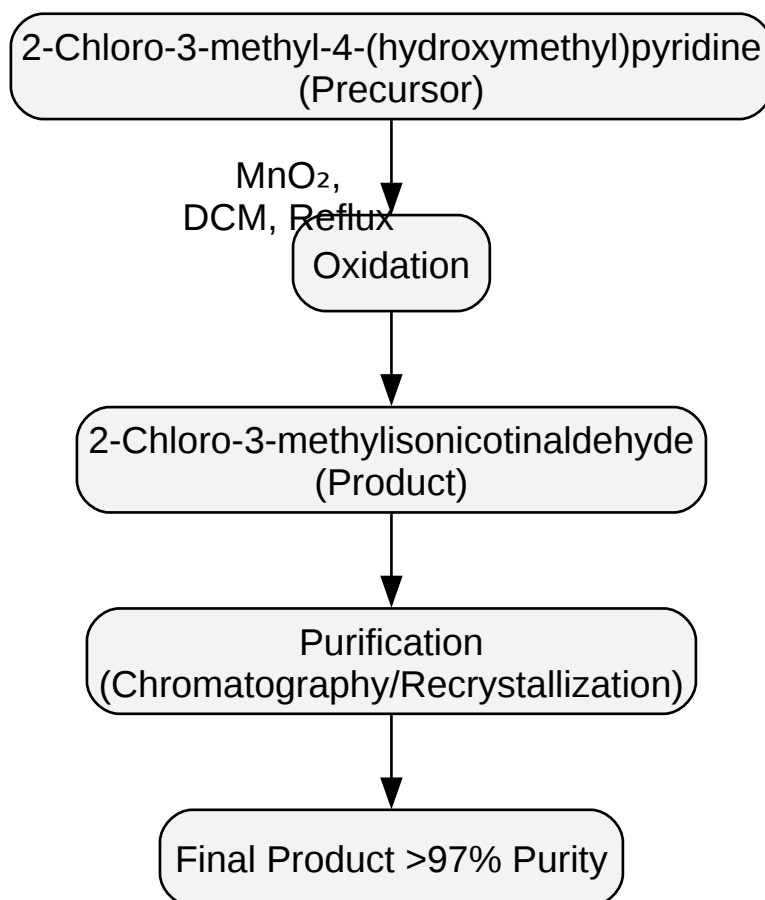 2-Chloro-3-methyl-4-(hydroxymethyl)pyridine
(Precursor)
MnO₂,
DCM, Reflux
Oxidation
2-Chloro-3-methylisonicotinaldehyde
(Product)
Purification
(Chromatography/Recrystallization)
Final Product >97% Purity